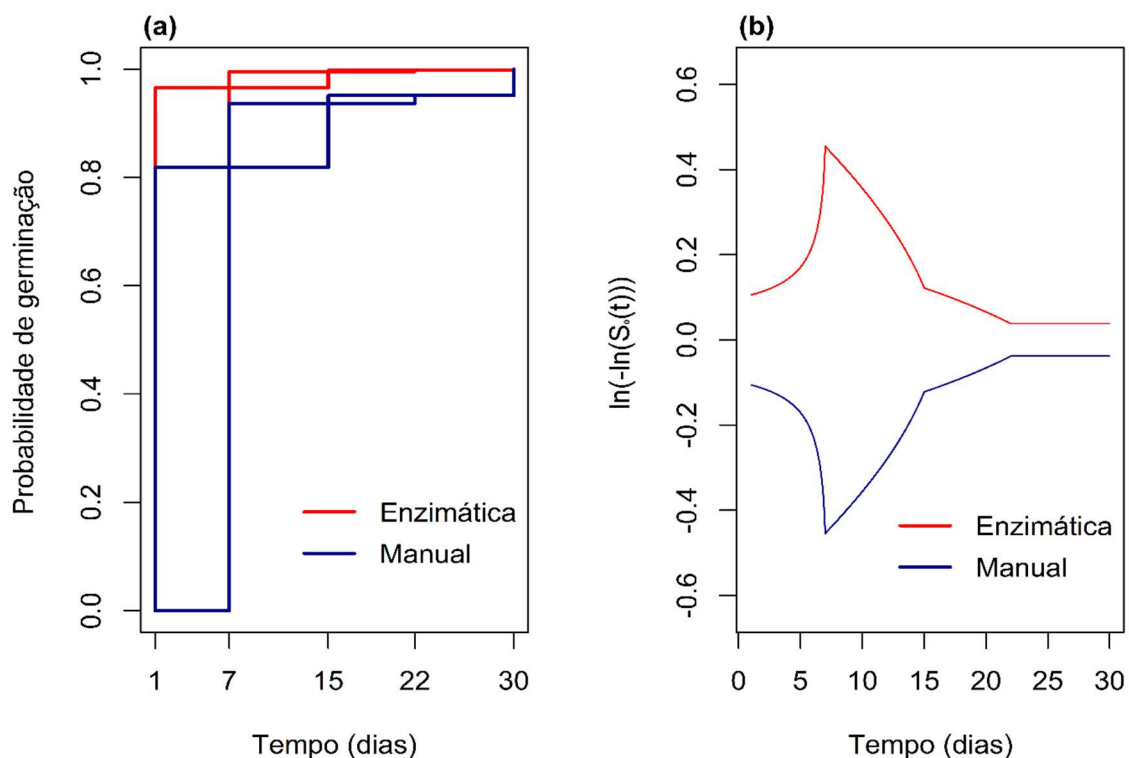 (a)
Probabilidade de germinação
1.0
0.8
0.6
0.4
0.2
0.0
Enzimática
Manual
1 7 15 22 30
Tempo (dias)
(b)
ln(-ln(S₀(t)))
0.6
0.4
0.2
0.0
-0.2
-0.4
-0.6
Enzimática
Manual
0 5 10 15 20 25 30
Tempo (dias)